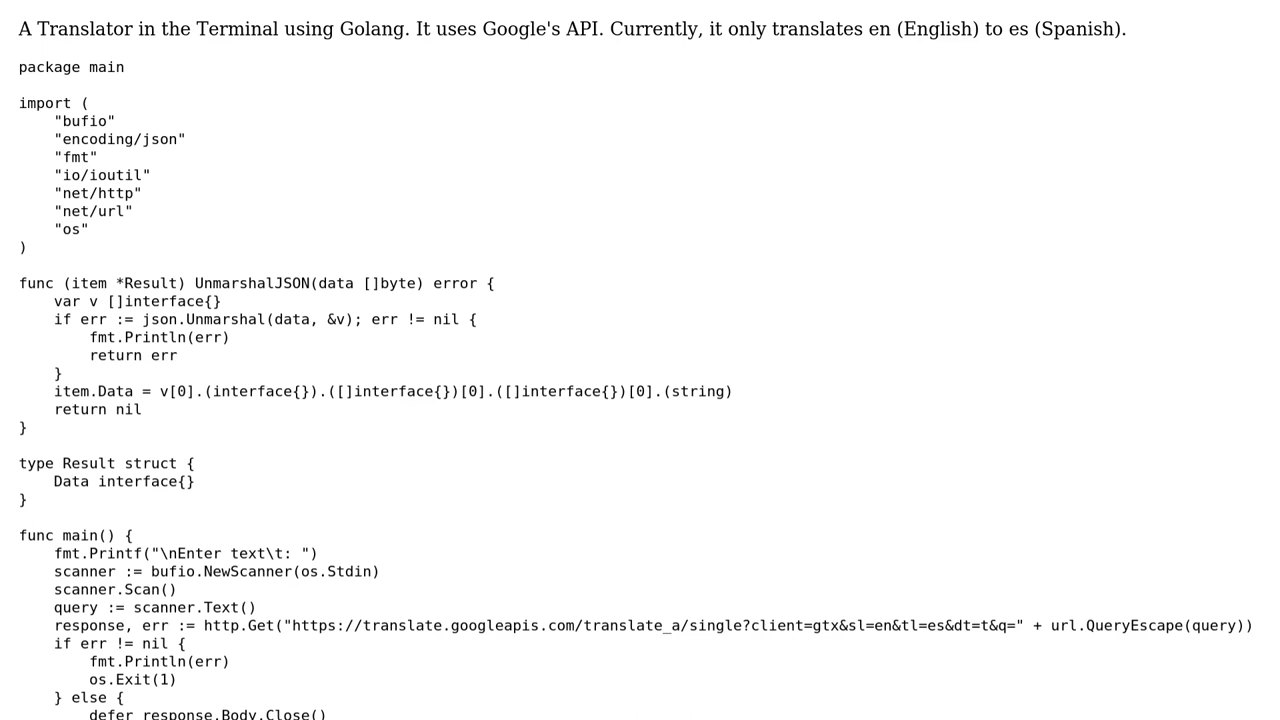 A Translator in the Terminal using Golang. It uses Google's API. Currently, it only translates en (English) to es (Spanish).
package main
import (
"bufio"
"encoding/json"
"fmt"
"io/ioutil"
"net/http"
"net/url"
"os"
)
func (item *Result) UnmarshalJSON(data []byte) error {
var v []interface{}
if err := json.Unmarshal(data, &v); err != nil {
fmt.Println(err)
return err
}
item.Data = v[0].(interface{}).([]interface{})[0].([]interface{})[0].(string)
return nil
}
type Result struct {
Data interface{}
}
func main() {
fmt.Printf("\nEnter text\t: ")
scanner := bufio.NewScanner(os.Stdin)
scanner.Scan()
query := scanner.Text()
response, err := http.Get("https://translate.googleapis.com/translate_a/single?client=gtx&sl=en&tl=es&dt=t&q=" + url.QueryEscape(query))
if err != nil {
fmt.Println(err)
os.Exit(1)
} else {
defer response.Body.Close()